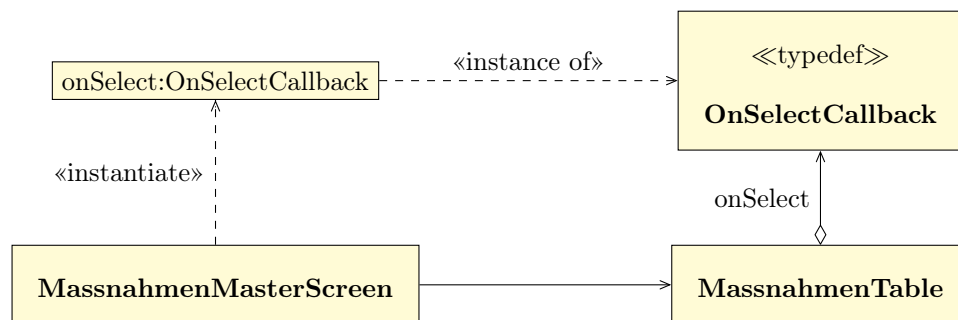 «instance of»
≪typedef≫
onSelect:OnSelectCallback
OnSelectCallback
«instantiate»
onSelect
MassnahmenMasterScreen
MassnahmenTable